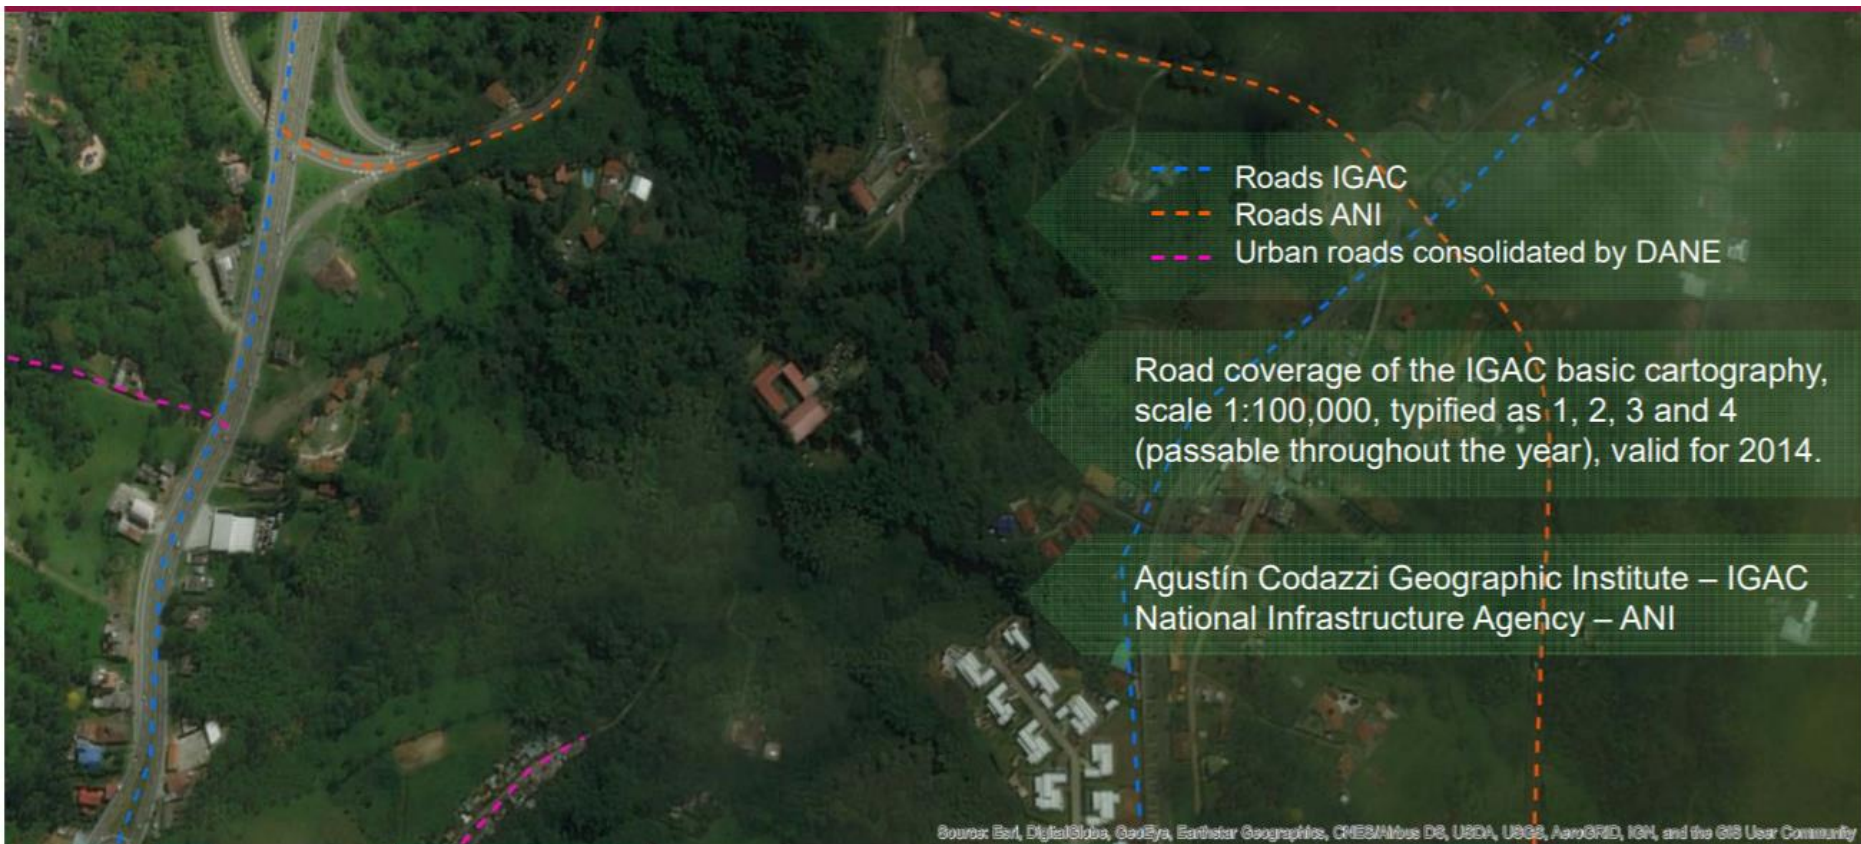 Roads IGAC
Roads ANI
Urban roads consolidated by DANE
Road coverage of the IGAC basic cartography,
scale 1:100,000, typified as 1, 2, 3 and 4
(passable throughout the year), valid for 2014.
Agustín Codazzi Geographic Institute – IGAC
National Infrastructure Agency – ANI
Source: Esri, DigitalGlobe, GeoEye, Earthstar Geographics, CNES/Airbus DS, USDA, USGS, AeroGRID, IGN, and the GIS User Community